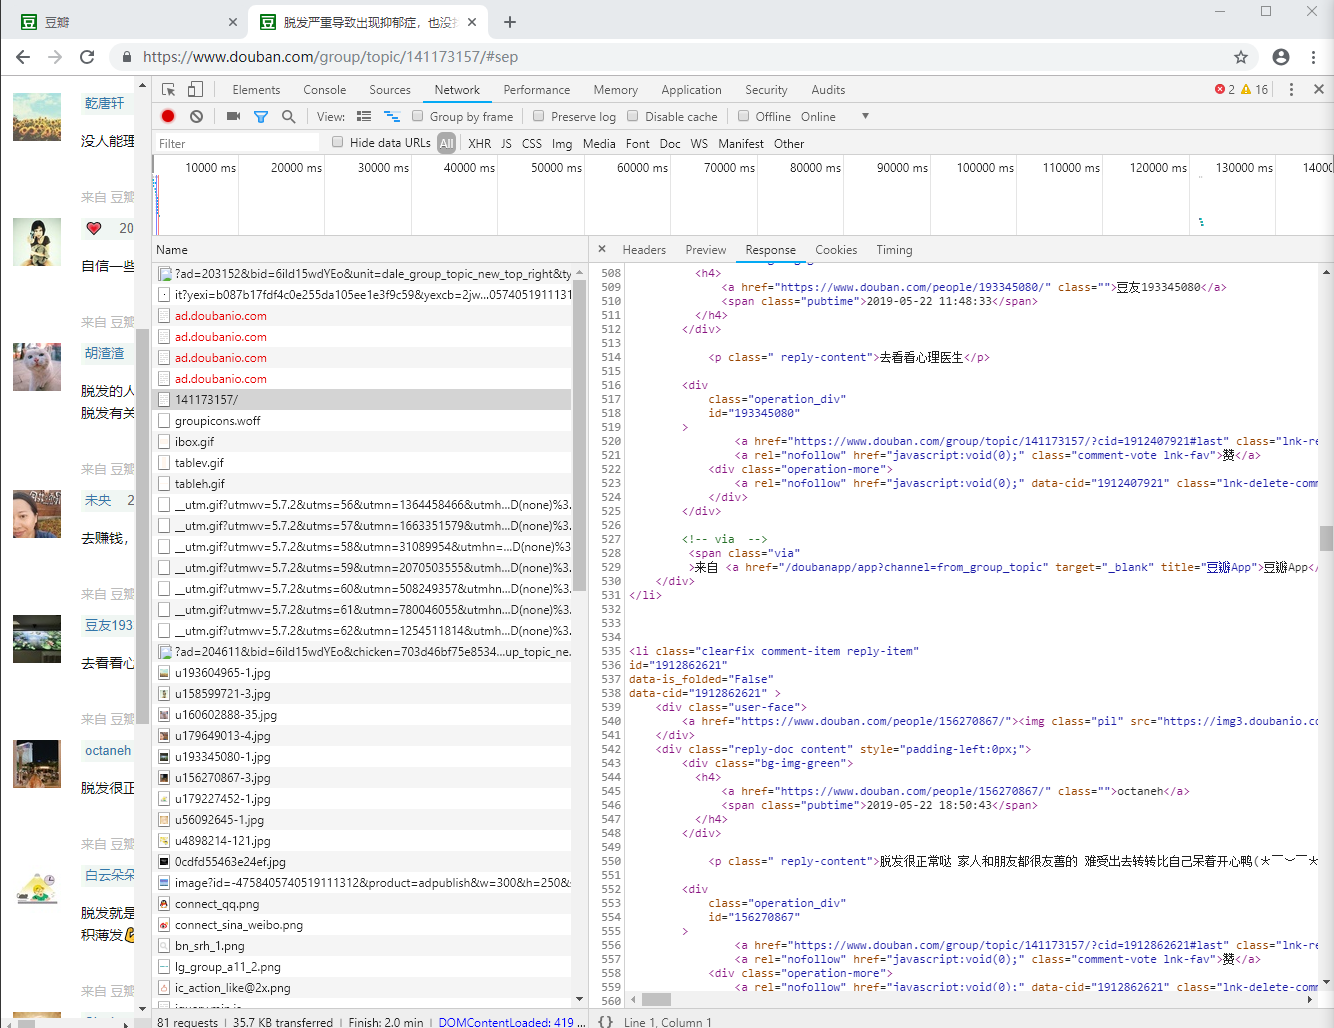 豆瓣
脱发严重导致出现抑郁症，也没
https://www.douban.com/group/topic/141173157/#sep
乾唐轩
没人能理
来自 豆瓣
20
自信一些
来自 豆瓣
胡渣渣
脱发的人
脱发有关
来自 豆瓣
未央 2
去赚钱，
来自 豆瓣
豆友193
去看看心
来自 豆瓣
octaneh
脱发很正
来自 豆瓣
白云朵朵
脱发就是
积薄发
来自 豆瓣
Elements Console Sources Network Performance Memory Application Security Audits 2 16
View: Group by frame Preserve log Disable cache Offline Online
Filter Hide data URLs All XHR JS CSS Img Media Font Doc WS Manifest Other
10000 ms 20000 ms 30000 ms 40000 ms 50000 ms 60000 ms 70000 ms 80000 ms 90000 ms 100000 ms 110000 ms 120000 ms 130000 ms 14000
Name
?ad=203152&bid=6iId15wdYEo&unit=dale_group_topic_new_top_right&ty
it?yexi=b087b17fdf4c0e255da105ee1e3f9c59&yexcb=2jw...0574051911131
ad.doubanio.com
ad.doubanio.com
ad.doubanio.com
ad.doubanio.com
141173157/
groupicons.woff
ibox.gif
tablev.gif
tableh.gif
__utm.gif?utmwv=5.7.2&utms=56&utmn=1364458466&utmh...D(none)%3.
__utm.gif?utmwv=5.7.2&utms=57&utmn=1663351579&utmh...D(none)%3.
__utm.gif?utmwv=5.7.2&utms=58&utmn=31089954&utmhn=...D(none)%3
__utm.gif?utmwv=5.7.2&utms=59&utmn=2070503555&utmh...D(none)%3.
__utm.gif?utmwv=5.7.2&utms=60&utmn=508249357&utmhn...D(none)%3.
__utm.gif?utmwv=5.7.2&utms=61&utmn=780046055&utmhn...D(none)%3.
__utm.gif?utmwv=5.7.2&utms=62&utmn=1254511814&utmh...D(none)%3.
?ad=204611&bid=6iId15wdYEo&chicken=703d46bf75e8534...up_topic_ne.
u193604965-1.jpg
u158599721-3.jpg
u160602888-35.jpg
u179649013-4.jpg
u193345080-1.jpg
u156270867-3.jpg
u179227452-1.jpg
u56092645-1.jpg
u4898214-121.jpg
0cdfd55463e24ef.jpg
image?id=-4758405740519111312&product=adpublish&w=300&h=250&
connect_qq.png
connect_sina_weibo.png
bn_srh_1.png
lg_group_a11_2.png
ic_action_like@2x.png
81 requests | 35.7 KB transferred | Finish: 2.0 min | DOMContentLoaded: 419 ...
Headers Preview Response Cookies Timing
508 <h4>
509 <a href="https://www.douban.com/people/193345080/" class="">豆友193345080</a>
510 <span class="pubtime">2019-05-22 11:48:33</span>
511 </h4>
512 </div>
513
514 <p class=" reply-content">去看看心理医生</p>
515
516 <div
517 class="operation_div"
518 id="193345080"
519 >
520 <a href="https://www.douban.com/group/topic/141173157/?cid=1912407921#last" class="lnk-re
521 <a rel="nofollow" href="javascript:void(0);" class="comment-vote lnk-fav">赞</a>
522 <div class="operation-more">
523 <a rel="nofollow" href="javascript:void(0);" data-cid="1912407921" class="lnk-delete-comm
524 </div>
525 </div>
526
527 <!-- via -->
528 <span class="via"
529 >来自 <a href="/doubanapp/app?channel=from_group_topic" target="_blank" title="豆瓣App">豆瓣App</
530 </div>
531 </li>
532
533
534
535 <li class="clearfix comment-item reply-item"
536 id="1912862621"
537 data-is_folded="False"
538 data-cid="1912862621" >
539 <div class="user-face">
540 <a href="https://www.douban.com/people/156270867/"><img class="pil" src="https://img3.doubanio.co
541 </div>
542 <div class="reply-doc content" style="padding-left:0px;">
543 <div class="bg-img-green">
544 <h4>
545 <a href="https://www.douban.com/people/156270867/" class="">octaneh</a>
546 <span class="pubtime">2019-05-22 18:50:43</span>
547 </h4>
548 </div>
549
550 <p class=" reply-content">脱发很正常哒 家人和朋友都很友善的 难受出去转转比自己呆着开心鸭(*￣︶￣*
551
552 <div
553 class="operation_div"
554 id="156270867"
555 >
556 <a href="https://www.douban.com/group/topic/141173157/?cid=1912862621#last" class="lnk-re
557 <a rel="nofollow" href="javascript:void(0);" class="comment-vote lnk-fav">赞</a>
558 <div class="operation-more">
559 <a rel="nofollow" href="javascript:void(0);" data-cid="1912862621" class="lnk-delete-comm
560
{} Line 1, Column 1